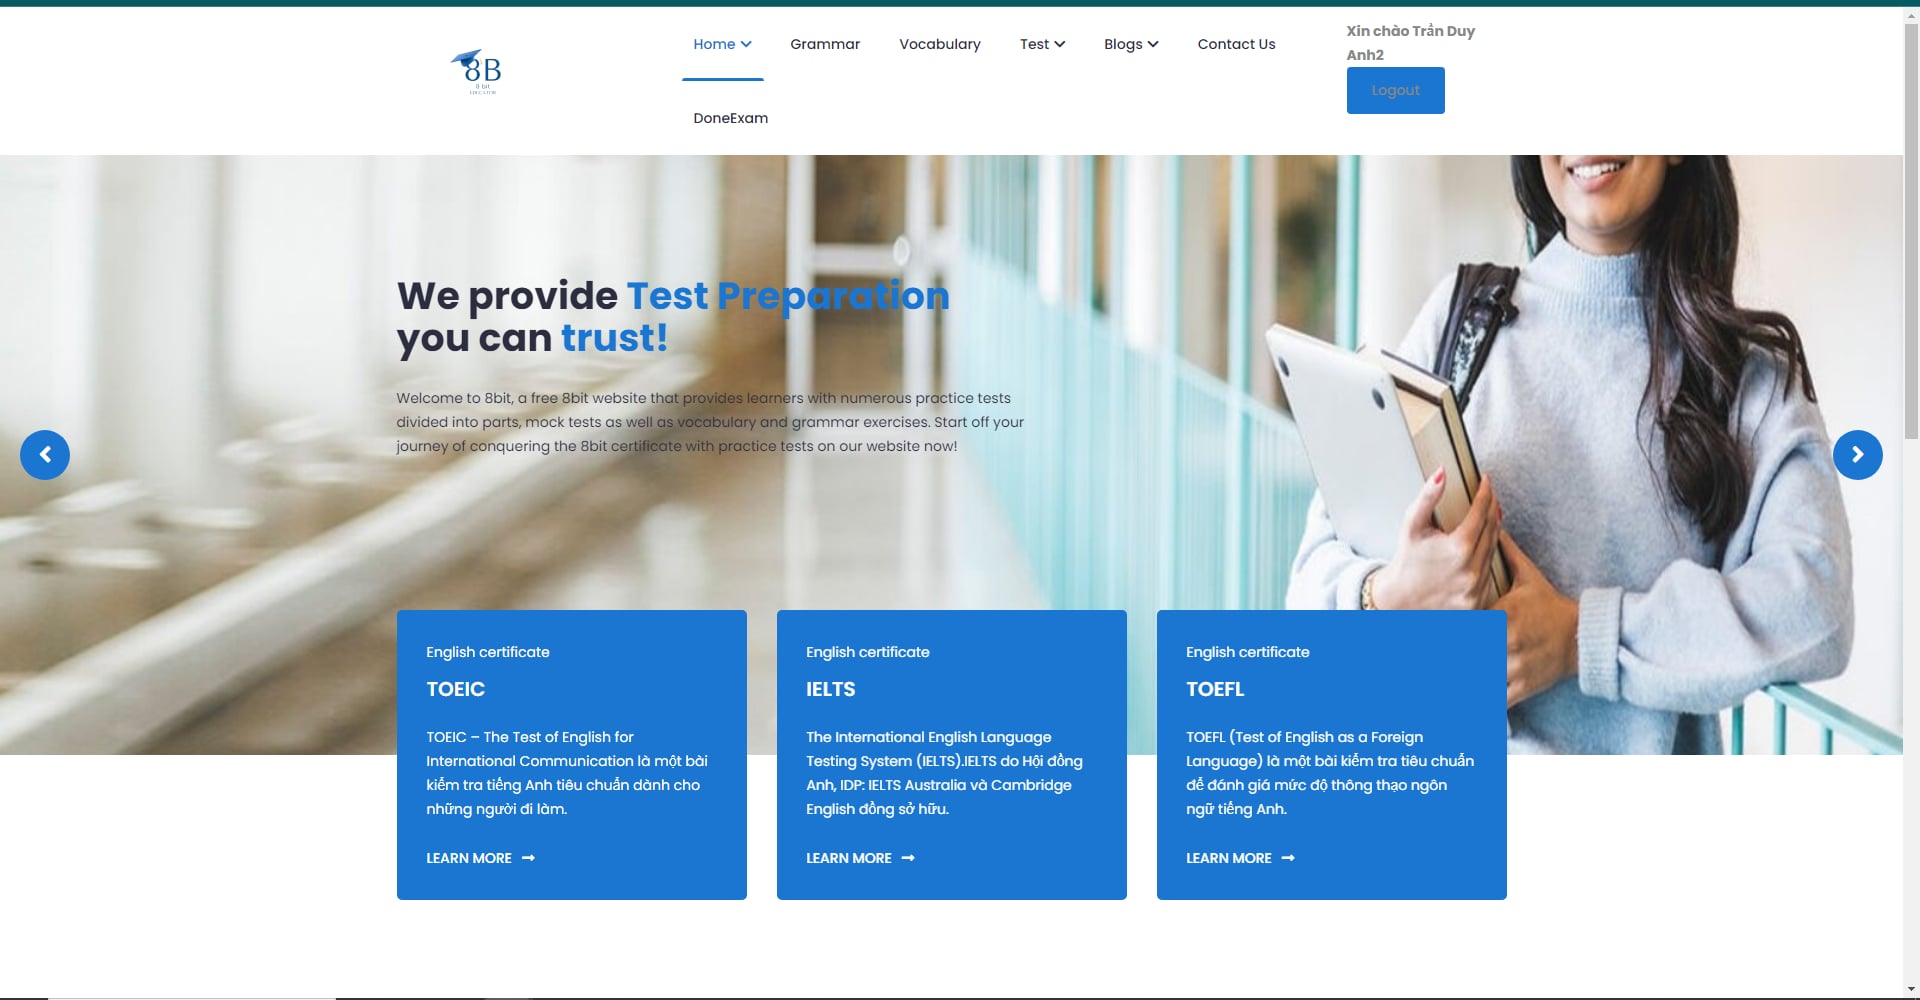 8B
8 bit
Home
Grammar
Vocabulary
Test
Blogs
Contact Us
DoneExam
Xin chào Trần Duy
Anh2
Logout
We provide Test Preparation
you can trust!
Welcome to 8bit, a free 8bit website that provides learners with numerous practice tests
divided into parts, mock tests as well as vocabulary and grammar exercises. Start off your
journey of conquering the 8bit certificate with practice tests on our website now!
English certificate
TOEIC
TOEIC – The Test of English for
International Communication là một bài
kiểm tra tiếng Anh tiêu chuẩn dành cho
những người đi làm.
LEARN MORE
English certificate
IELTS
The International English Language
Testing System (IELTS).IELTS do Hội đồng
Anh, IDP: IELTS Australia và Cambridge
English đồng sở hữu.
LEARN MORE
English certificate
TOEFL
TOEFL (Test of English as a Foreign
Language) là một bài kiểm tra tiêu chuẩn
để đánh giá mức độ thông thạo ngôn
ngữ tiếng Anh.
LEARN MORE